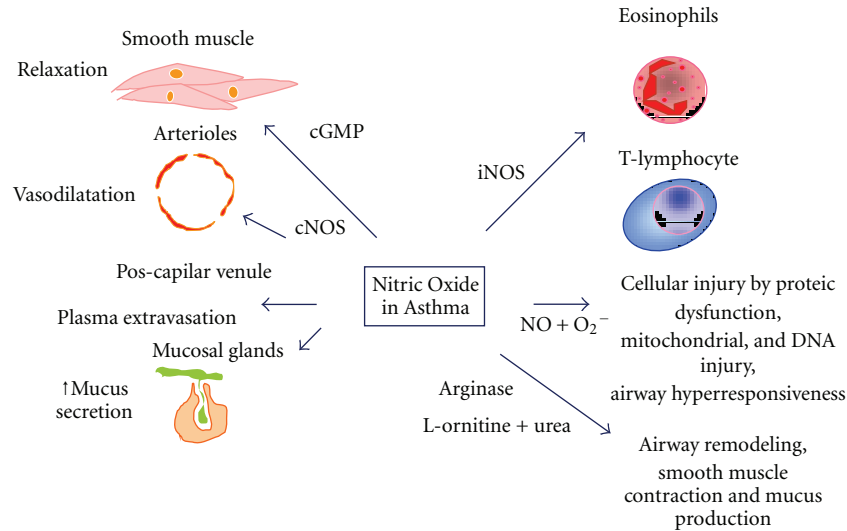 Smooth muscle
Relaxation
Arterioles
cGMP
Vasodilatation
cNOS
Pos-capilar venule
Plasma extravasation
Mucosal glands
↑Mucus
secretion
Nitric Oxide
in Asthma
Eosinophils
iNOS
T-lymphocyte
NO + O₂⁻
Cellular injury by proteic
dysfunction,
mitochondrial, and DNA
injury,
airway hyperresponsiveness
Arginase
L-ornitine + urea
Airway remodeling,
smooth muscle
contraction and mucus
production